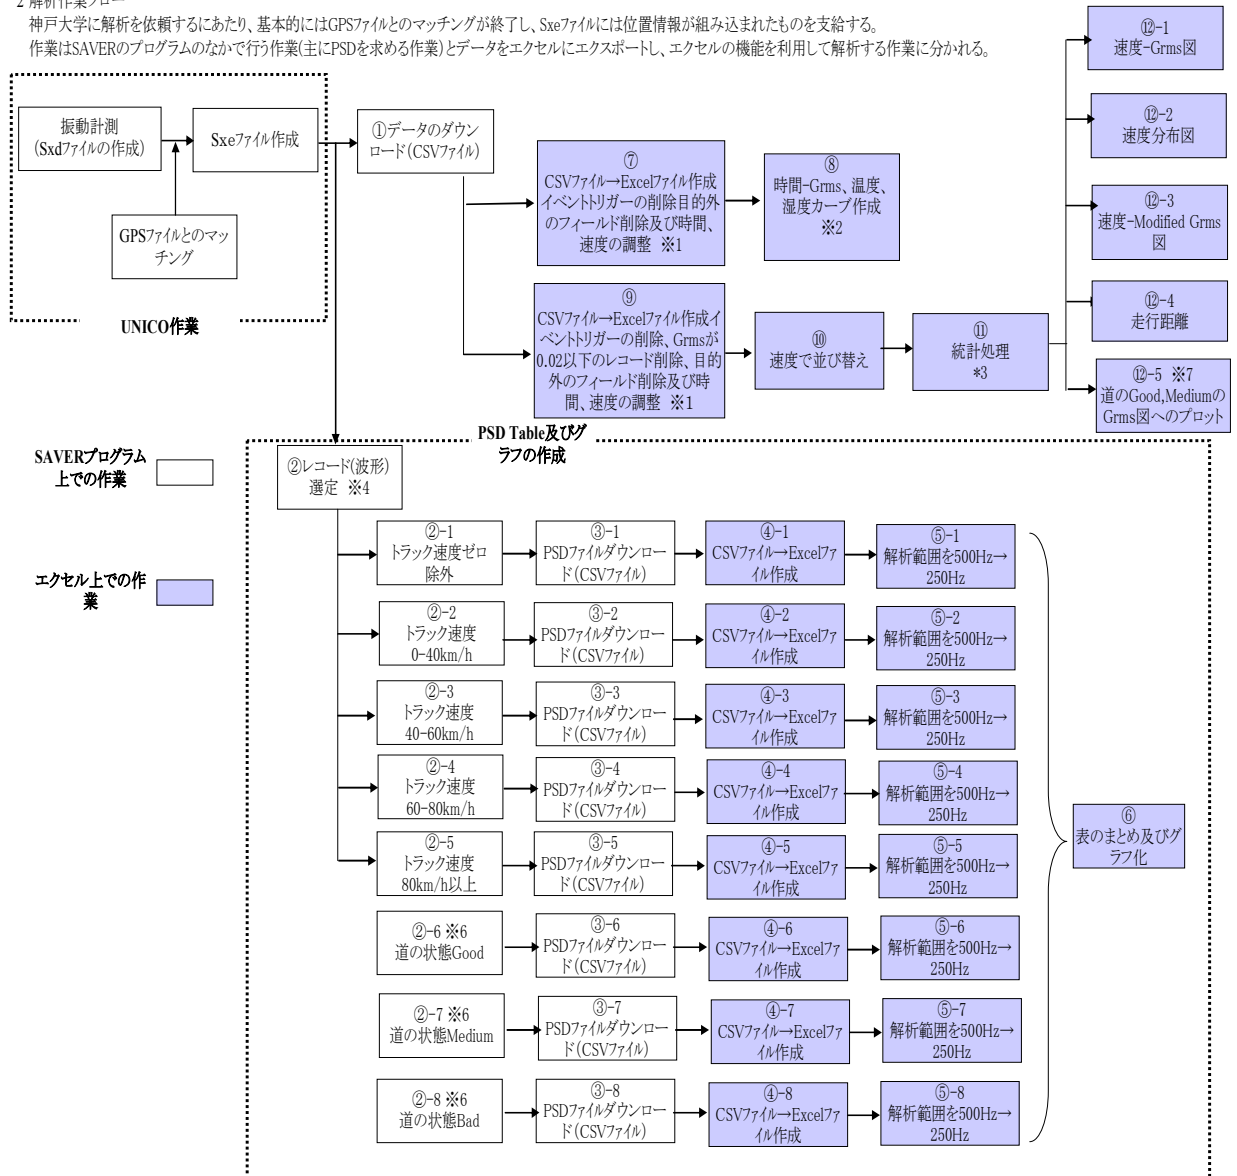 2 解析作業フロー
神戸大学に解析を依頼するにあたり、基本的にはGPSファイルとのマッチングが終了し、Sxeファイルには位置情報が組み込まれたものを支給する。
作業はSAVERのプログラムのなかで行う作業(主にPSDを求める作業)とデータをエクセルにエクスポートし、エクセルの機能を利用して解析する作業に分かれる。
振動計測
(Sxdファイルの作成)
Sxeファイル作成
GPSファイルとのマッ
チング
UNICO作業
①データのダウン
ロード(CSVファイル)
⑦
CSVファイル→Excelファイル作成
イベントトリガーの削除目的外
のフィールド削除及び時間、
速度の調整 ※1
⑧
時間-Grms、温度、
湿度カーブ作成
※2
⑨
CSVファイル→Excelファイル作成イ
ベントトリガーの削除、Grmsが
0.02以下のレコード削除、目的
外のフィールド削除及び時
間、速度の調整 ※1
⑩
速度で並び替え
⑪
統計処理
*3
⑫-1
速度-Grms図
⑫-2
速度分布図
⑫-3
速度-Modified Grms
図
⑫-4
走行距離
⑫-5 ※7
道のGood,Mediumの
Grms図へのプロット
SAVERプログラム
上での作業
エクセル上での作
業
PSD Table及びグ
ラフの作成
②レコード(波形)
選定 ※4
②-1
トラック速度ゼロ
除外
③-1
PSDファイルダウンロー
ド(CSVファイル)
④-1
CSVファイル→Excelファ
イル作成
⑤-1
解析範囲を500Hz→
250Hz
②-2
トラック速度
0-40km/h
③-2
PSDファイルダウンロー
ド(CSVファイル)
④-2
CSVファイル→Excelファ
イル作成
⑤-2
解析範囲を500Hz→
250Hz
②-3
トラック速度
40-60km/h
③-3
PSDファイルダウンロー
ド(CSVファイル)
④-3
CSVファイル→Excelファ
イル作成
⑤-3
解析範囲を500Hz→
250Hz
②-4
トラック速度
60-80km/h
③-4
PSDファイルダウンロー
ド(CSVファイル)
④-4
CSVファイル→Excelファ
イル作成
⑤-4
解析範囲を500Hz→
250Hz
②-5
トラック速度
80km/h以上
③-5
PSDファイルダウンロー
ド(CSVファイル)
④-5
CSVファイル→Excelファ
イル作成
⑤-5
解析範囲を500Hz→
250Hz
②-6 ※6
道の状態Good
③-6
PSDファイルダウンロー
ド(CSVファイル)
④-6
CSVファイル→Excelファ
イル作成
⑤-6
解析範囲を500Hz→
250Hz
②-7 ※6
道の状態Medium
③-7
PSDファイルダウンロー
ド(CSVファイル)
④-7
CSVファイル→Excelファ
イル作成
⑤-7
解析範囲を500Hz→
250Hz
②-8 ※6
道の状態Bad
③-8
PSDファイルダウンロー
ド(CSVファイル)
④-8
CSVファイル→Excelファ
イル作成
⑤-8
解析範囲を500Hz→
250Hz
⑥
表のまとめ及びグ
ラフ化